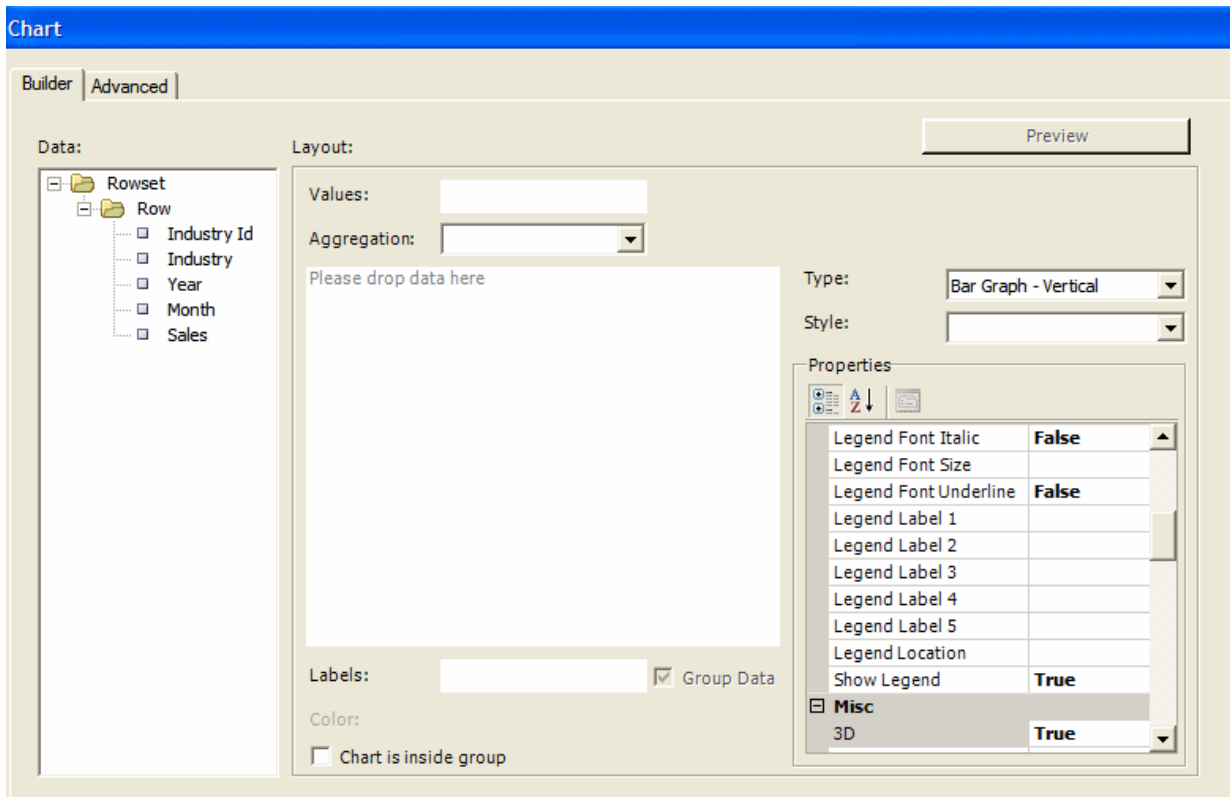 Chart
Builder Advanced
Preview
Data: Layout:
Rowset
Row
Industry Id
Industry
Year
Month
Sales
Values:
Aggregation:
Please drop data here
Labels:
Group Data
Color:
Chart is inside group
Type: Bar Graph - Vertical
Style:
Properties
Legend Font Italic False
Legend Font Size
Legend Font Underline False
Legend Label 1
Legend Label 2
Legend Label 3
Legend Label 4
Legend Label 5
Legend Location
Show Legend True
Misc
3D True